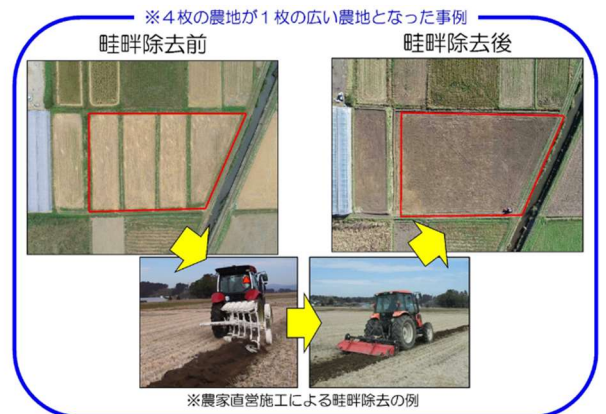 ※４枚の農地が１枚の広い農地となった事例
畦畔除去前
畦畔除去後
※農家直営施工による畦畔除去の例